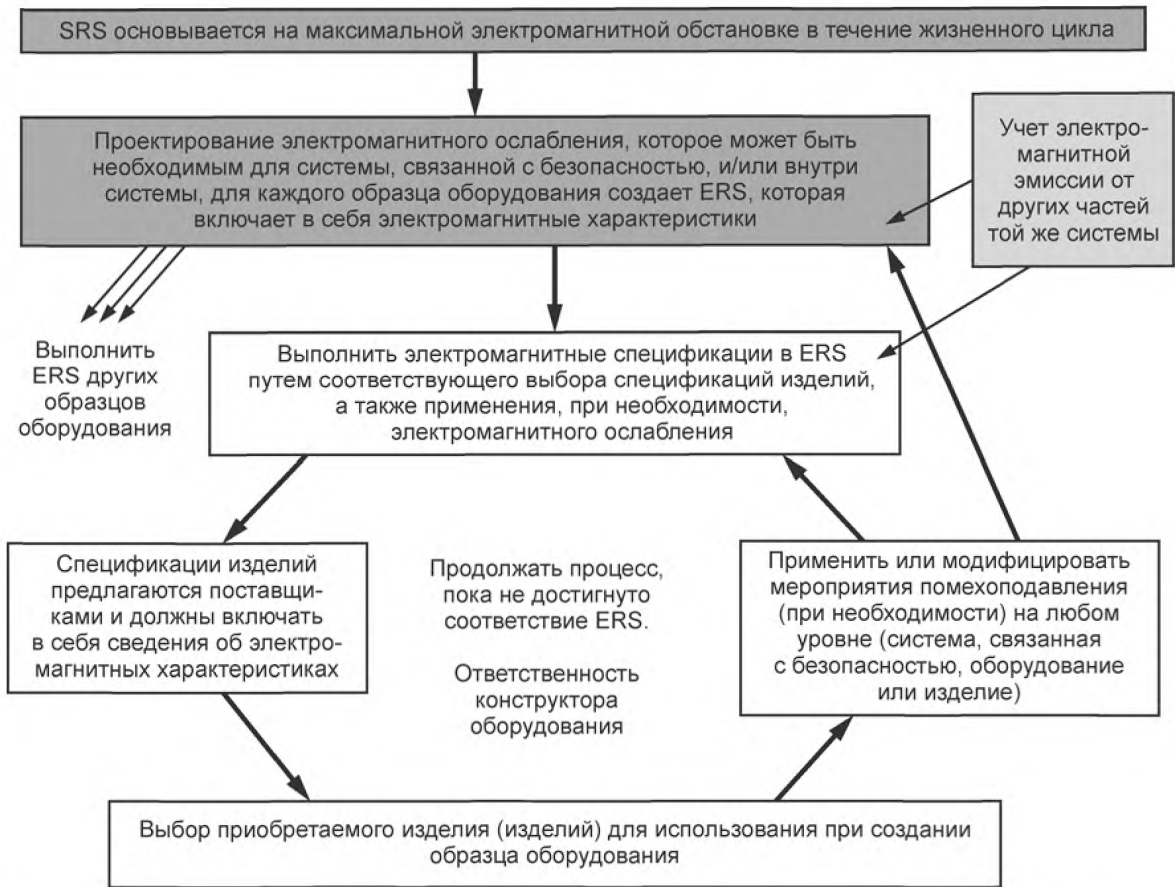 SRS основывается на максимальной электромагнитной обстановке в течение жизненного цикла
Проектирование электромагнитного ослабления, которое может быть
необходимым для системы, связанной с безопасностью, и/или внутри
системы, для каждого образца оборудования создает ERS, которая
включает в себя электромагнитные характеристики
Учет электро-
магнитной
эмиссии от
других частей
той же системы
Выполнить
ERS других
образцов
оборудования
Выполнить электромагнитные спецификации в ERS
путем соответствующего выбора спецификаций изделий,
а также применения, при необходимости,
электромагнитного ослабления
Спецификации изделий
предлагаются поставщи-
ками и должны включать
в себя сведения об электро-
магнитных характеристиках
Продолжать процесс,
пока не достигнуто
соответствие ERS.
Ответственность
конструктора
оборудования
Применить или модифицировать
мероприятия помехоподавления
(при необходимости) на любом
уровне (система, связанная
с безопасностью, оборудование
или изделие)
Выбор приобретаемого изделия (изделий) для использования при создании
образца оборудования